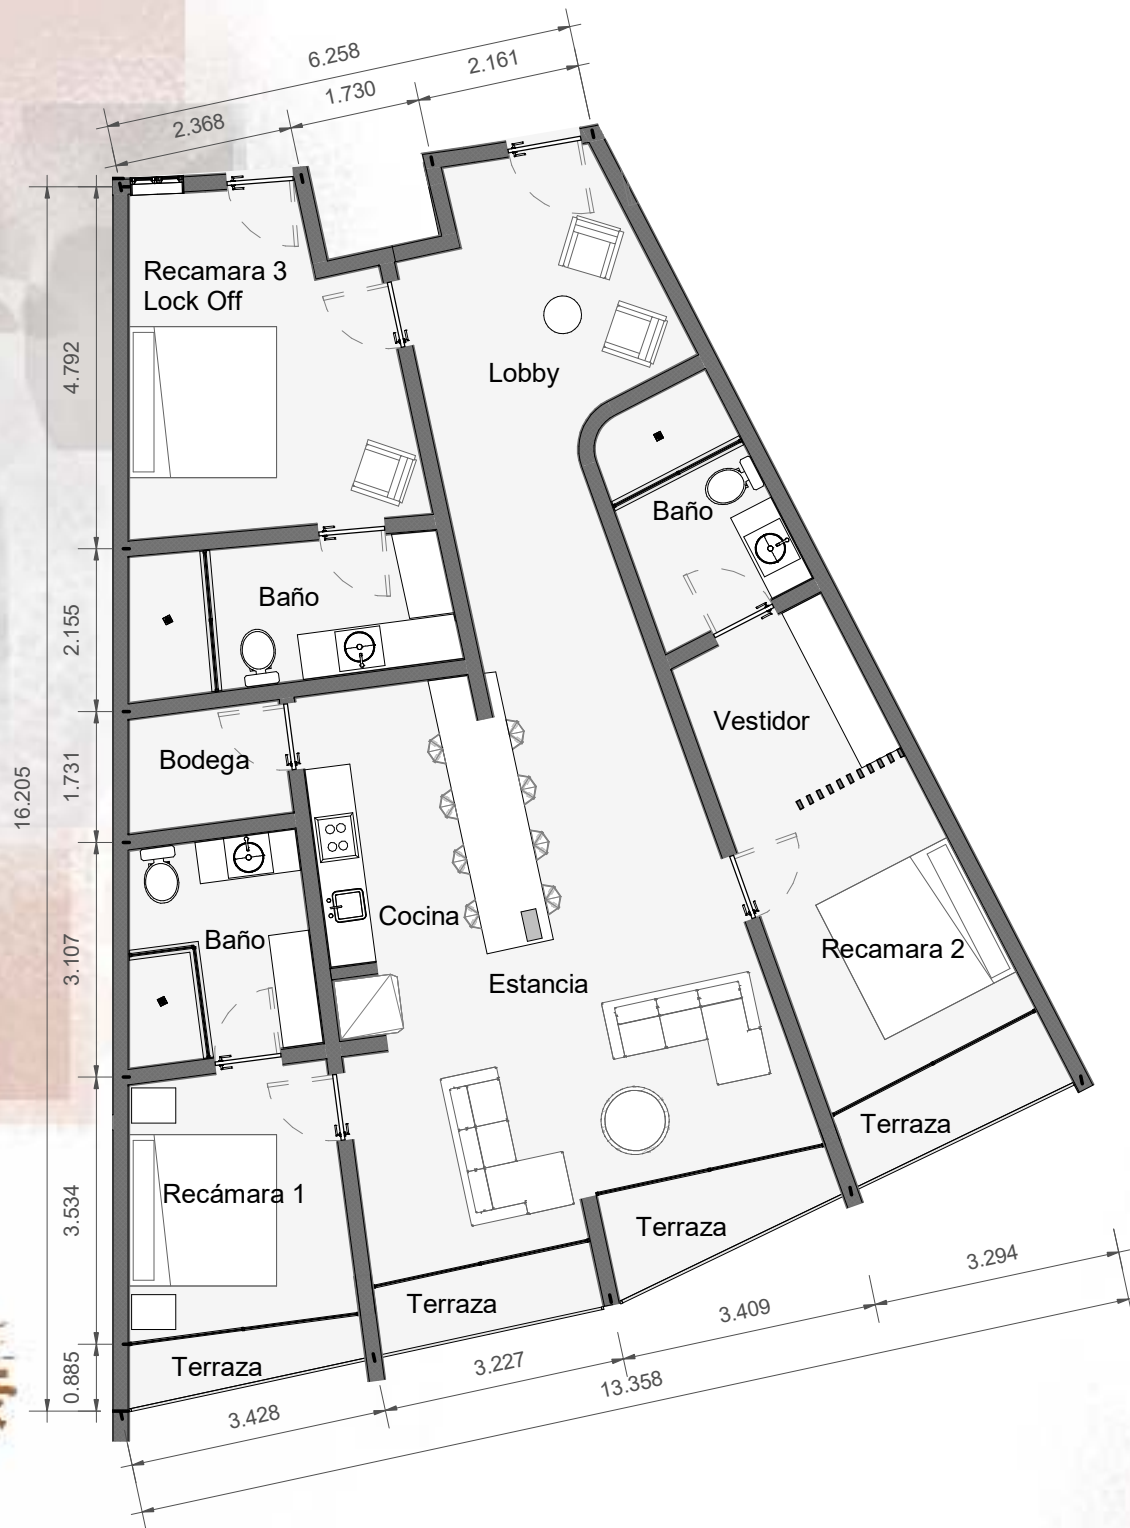 6.258
2.161
1.730
2.368
Recamara 3
Lock Off
4.792
Lobby
Baño
Baño
2.155
Vestidor
Bodega
1.731
16.205
Cocina
Baño
3.107
Recamara 2
Estancia
Terraza
Recámara 1
3.534
Terraza
Terraza
Terraza
0.885
3.294
3.409
3.227
13.358
3.428